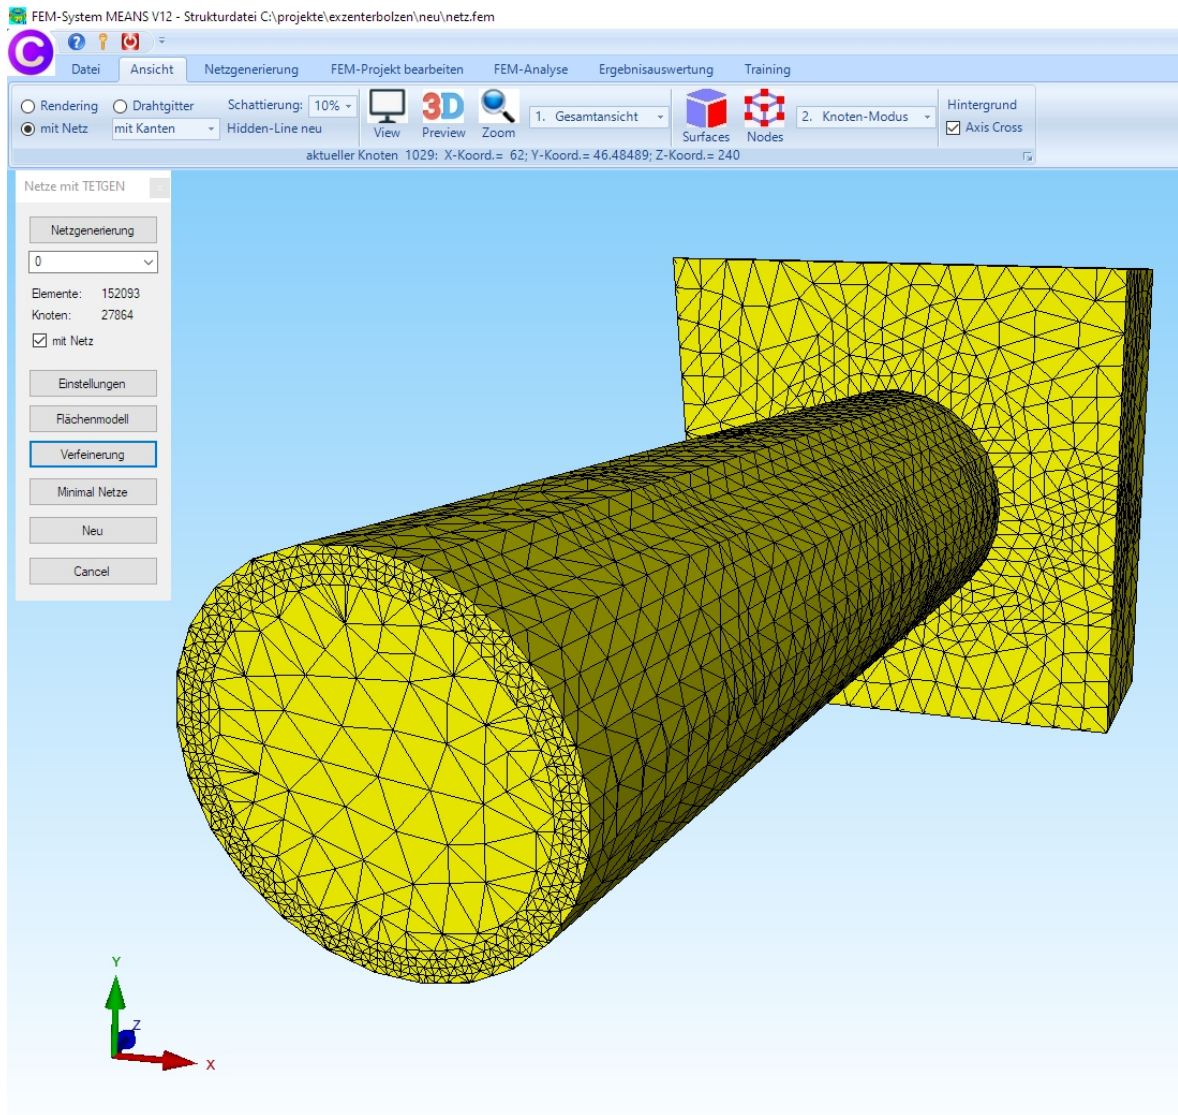 FEM-System MEANS V12 - Strukturdatei C:\projekte\exzenterbolzen\neu\netz.fem
C
?
Datei Ansicht Netzgenerierung FEM-Projekt bearbeiten FEM-Analyse Ergebnisauswertung Training
Rendering Drahtgitter Schattierung: 10%
mit Netz mit Kanten Hidden-Line neu
View
3D
Preview
Zoom
1. Gesamtansicht
Surfaces
Nodes
2. Knoten-Modus
Hintergrund
Axis Cross
aktueller Knoten 1029: X-Koord.= 62; Y-Koord.= 46.48489; Z-Koord.= 240
Netze mit TETGEN
Netzgenerierung
0
Elemente: 152093
Knoten: 27864
mit Netz
Einstellungen
Flächenmodell
Verfeinerung
Minimal Netze
Neu
Cancel
Y
Z
X